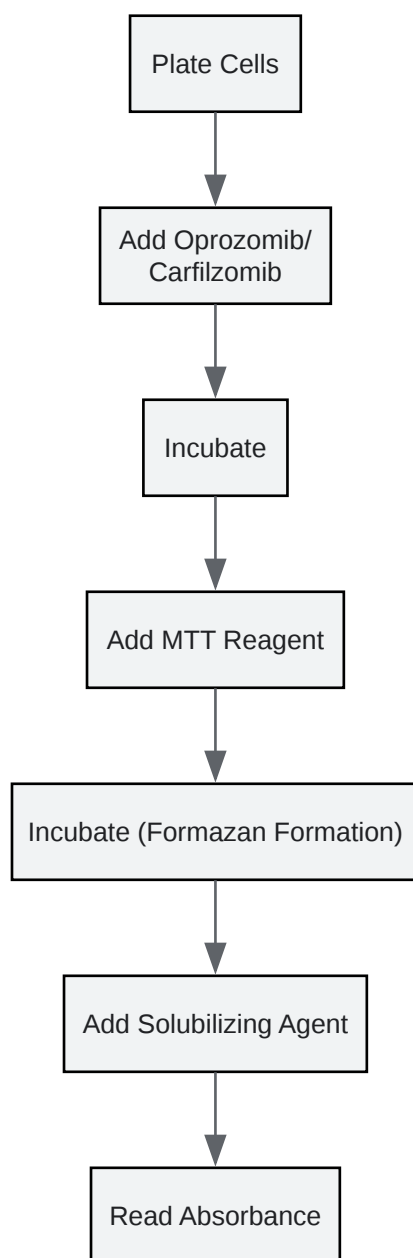 Plate Cells
Add Oprozomib/
Carfilzomib
Incubate
Add MTT Reagent
Incubate (Formazan Formation)
Add Solubilizing Agent
Read Absorbance